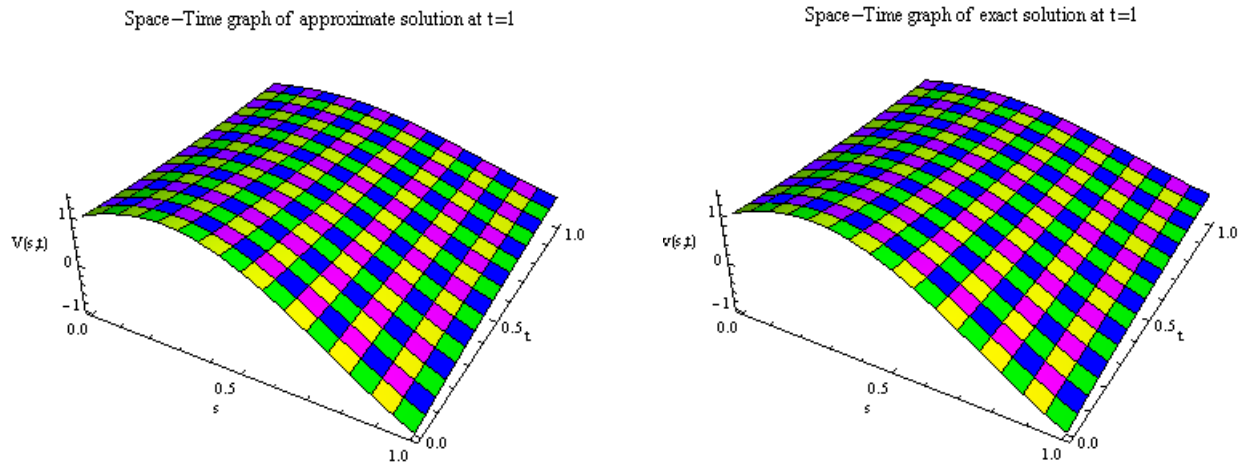 Space−Time graph of approximate solution at t=1
1
V(s,t)
0
−1
0.0
0.5
s
1.0
0.0
0.5
t
1.0
Space−Time graph of exact solution at t=1
1
v(s,t)
0
−1
0.0
0.5
s
1.0
0.0
0.5
t
1.0